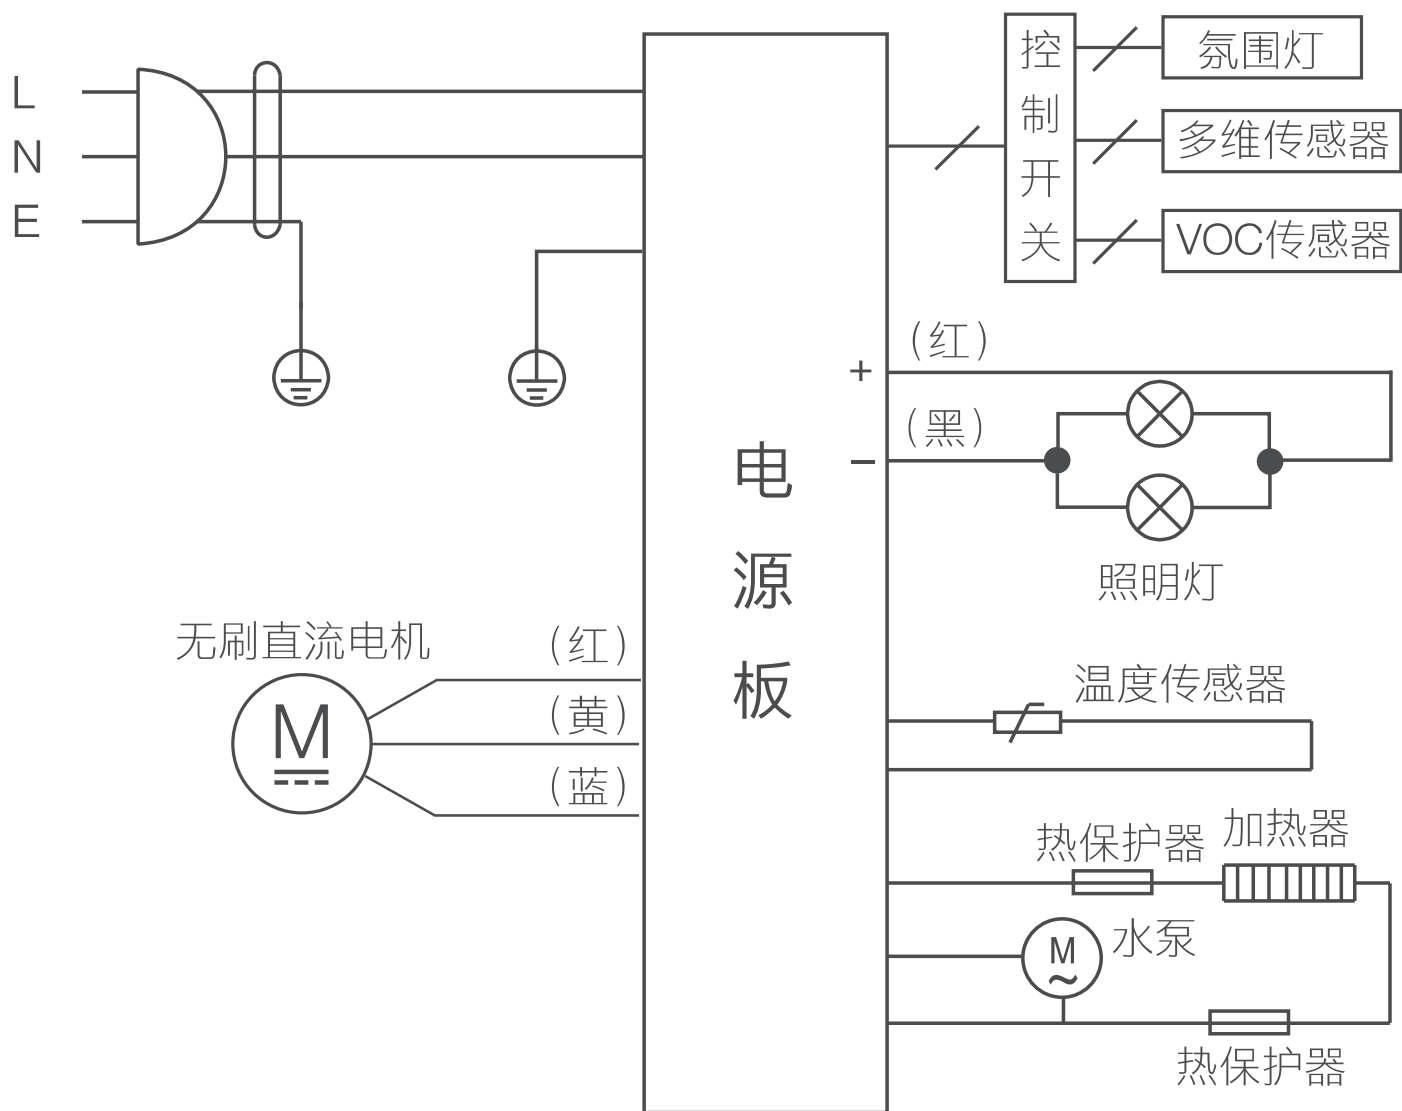 L
N
E
控制开关
氛围灯
多维传感器
VOC传感器
电源板
+
（红）
−
（黑）
照明灯
无刷直流电机
M
（红）
（黄）
（蓝）
温度传感器
热保护器
加热器
M
~
水泵
热保护器